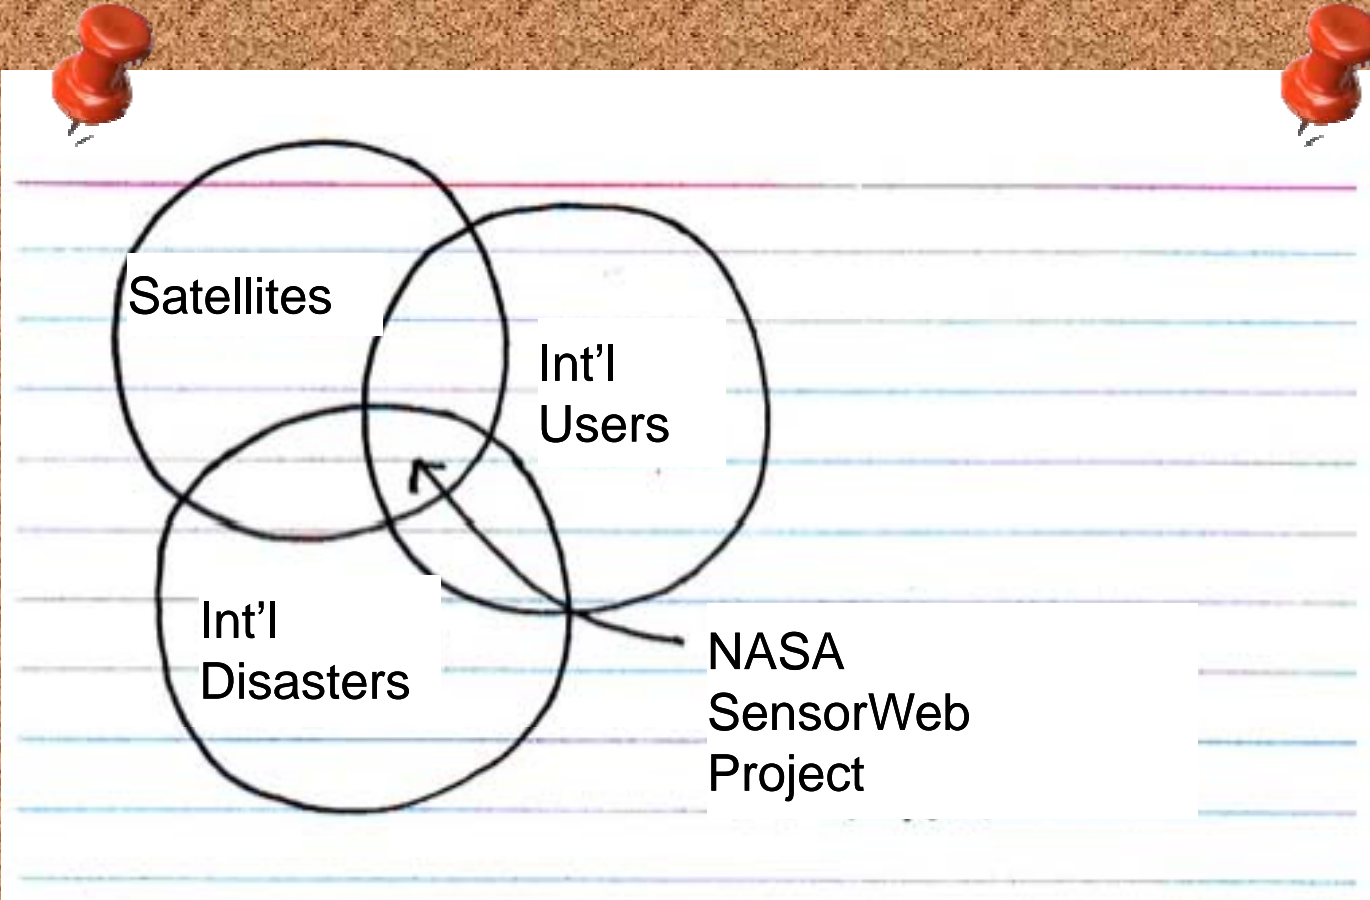 Satellites
Int'l
Users
Int'l
Disasters
NASA
SensorWeb
Project